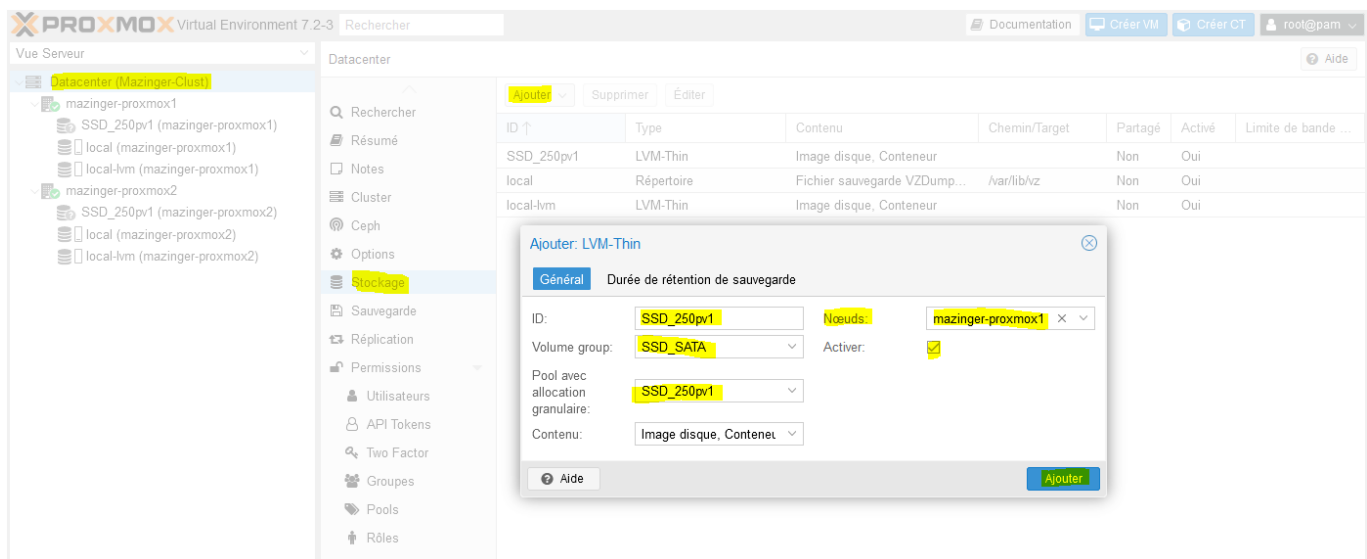 PROXMOX Virtual Environment 7.2-3 Rechercher
Documentation Créer VM Créer CT root@pam
Vue Serveur
Datacenter (Mazinger-Clust)
mazinger-proxmox1
SSD_250pv1 (mazinger-proxmox1)
local (mazinger-proxmox1)
local-lvm (mazinger-proxmox1)
mazinger-proxmox2
SSD_250pv1 (mazinger-proxmox2)
local (mazinger-proxmox2)
local-lvm (mazinger-proxmox2)
Datacenter
Aide
Rechercher
Résumé
Notes
Cluster
Ceph
Options
Stockage
Sauvegarde
Réplication
Permissions
Utilisateurs
API Tokens
Two Factor
Groupes
Pools
Rôles
Ajouter Supprimer Éditer
ID ↑ Type Contenu Chemin/Target Partagé Activé Limite de bande ...
SSD_250pv1 LVM-Thin Image disque, Conteneur Non Oui
local Répertoire Fichier sauvegarde VZDump... /var/lib/vz Non Oui
local-lvm LVM-Thin Image disque, Conteneur Non Oui
Ajouter: LVM-Thin
Général Durée de rétention de sauvegarde
ID: SSD_250pv1 Nœuds: mazinger-proxmox1
Volume group: SSD_SATA Activer:
Pool avec
allocation
granulaire:
SSD_250pv1
Contenu: Image disque, Conteneu
Aide Ajouter